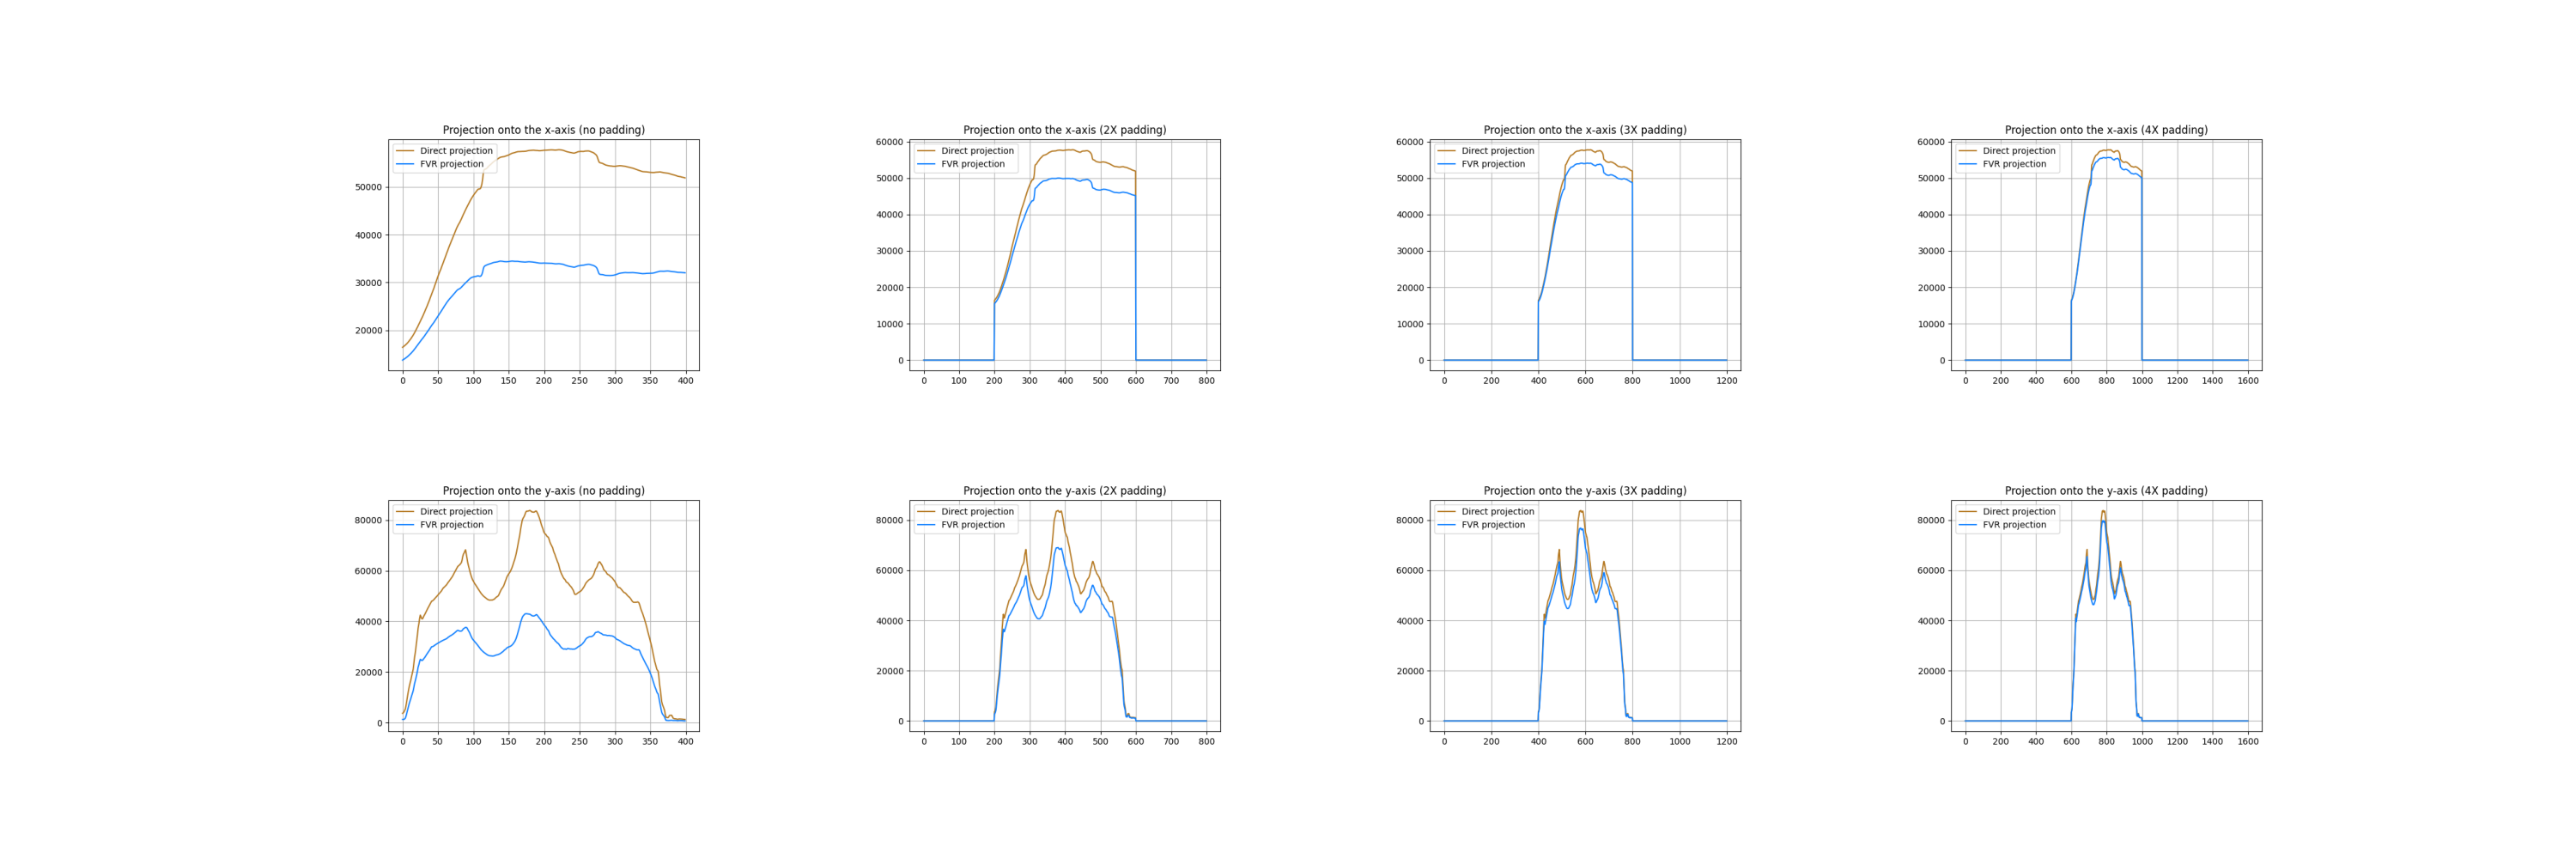 Projection onto the x-axis (no padding)
Direct projection
FVR projection
50000
40000
30000
20000
0 50 100 150 200 250 300 350 400
Projection onto the x-axis (2X padding)
60000
Direct projection
FVR projection
50000
40000
30000
20000
10000
0
0 100 200 300 400 500 600 700 800
Projection onto the x-axis (3X padding)
60000
Direct projection
FVR projection
50000
40000
30000
20000
10000
0
0 200 400 600 800 1000 1200
Projection onto the x-axis (4X padding)
60000
Direct projection
FVR projection
50000
40000
30000
20000
10000
0
0 200 400 600 800 1000 1200 1400 1600
Projection onto the y-axis (no padding)
Direct projection
80000
FVR projection
60000
40000
20000
0
0 50 100 150 200 250 300 350 400
Projection onto the y-axis (2X padding)
Direct projection
80000
FVR projection
60000
40000
20000
0
0 100 200 300 400 500 600 700 800
Projection onto the y-axis (3X padding)
Direct projection
80000
FVR projection
60000
40000
20000
0
0 200 400 600 800 1000 1200
Projection onto the y-axis (4X padding)
Direct projection
80000
FVR projection
60000
40000
20000
0
0 200 400 600 800 1000 1200 1400 1600